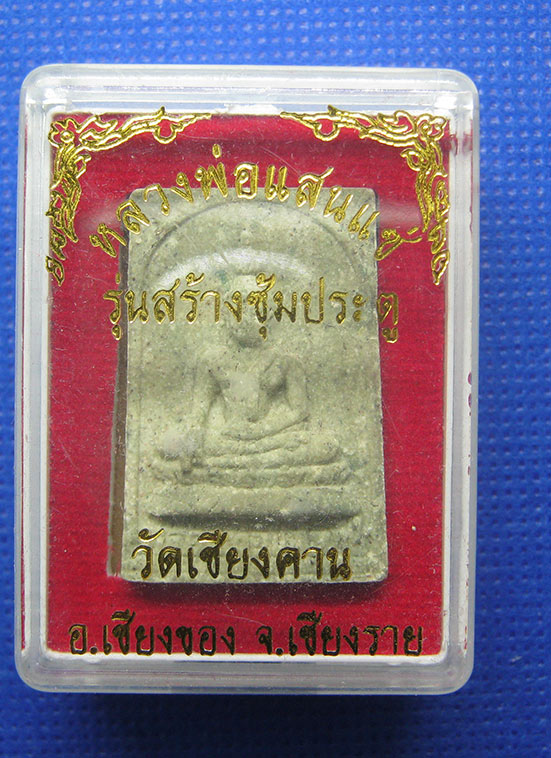 หลวงพ่อแสนแว้
รุ่นสร้างซุ้มประตู
วัดเชียงคาน
อ.เชียงของ จ.เชียงราย